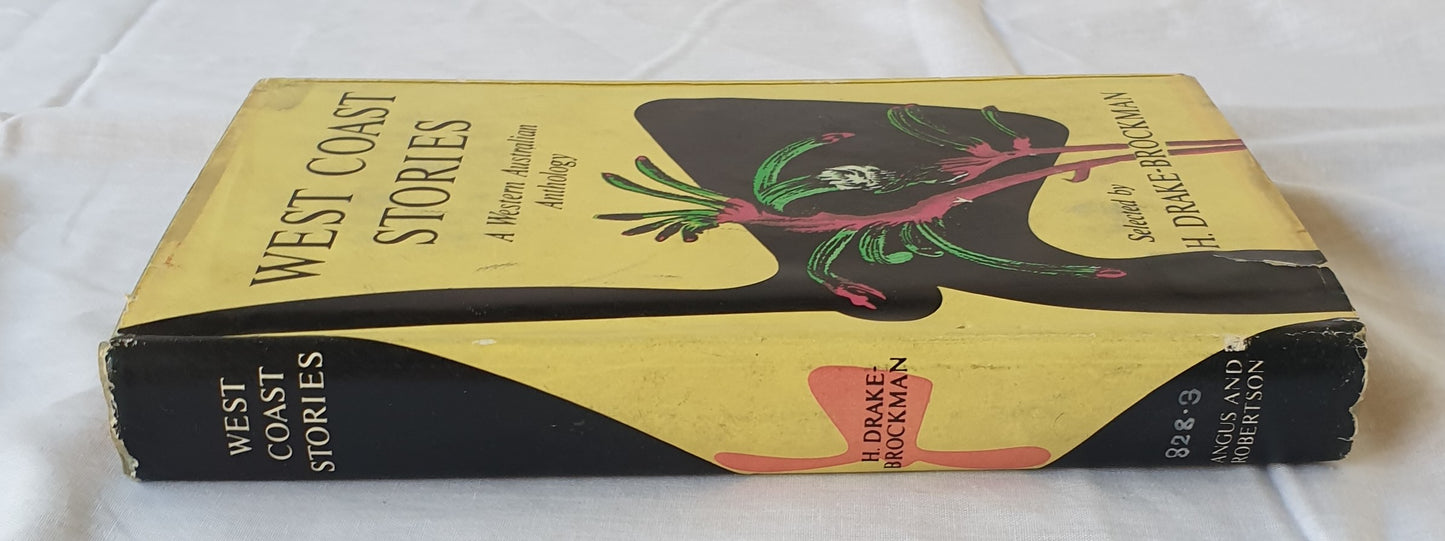 WEST COAST
STORIES
A Western Australian
Anthology
Selected by
H. DRAKE-BROCKMAN
WEST
COAST
STORIES
H. DRAKE-
BROCKMAN
828.3
ANGUS AND
ROBERTSON